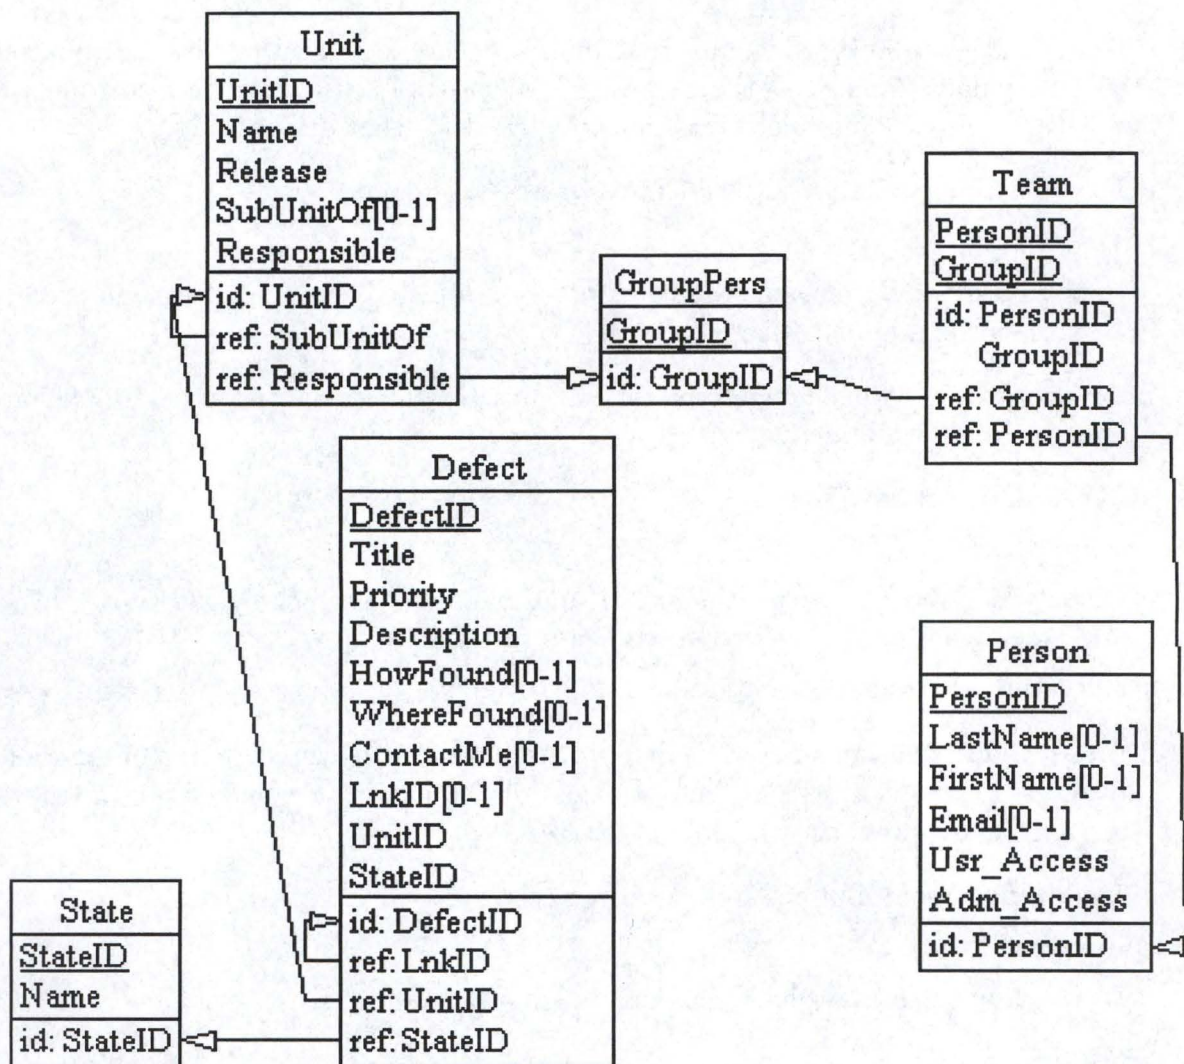 Unit
UnitID
Name
Release
SubUnitOf[0-1]
Responsible
id: UnitID
ref: SubUnitOf
ref: Responsible
GroupPers
GroupID
id: GroupID
Team
PersonID
GroupID
id: PersonID
GroupID
ref: GroupID
ref: PersonID
Defect
DefectID
Title
Priority
Description
HowFound[0-1]
WhereFound[0-1]
ContactMe[0-1]
LnkID[0-1]
UnitID
StateID
id: DefectID
ref: LnkID
ref: UnitID
ref: StateID
Person
PersonID
LastName[0-1]
FirstName[0-1]
Email[0-1]
Usr_Access
Adm_Access
id: PersonID
State
StateID
Name
id: StateID